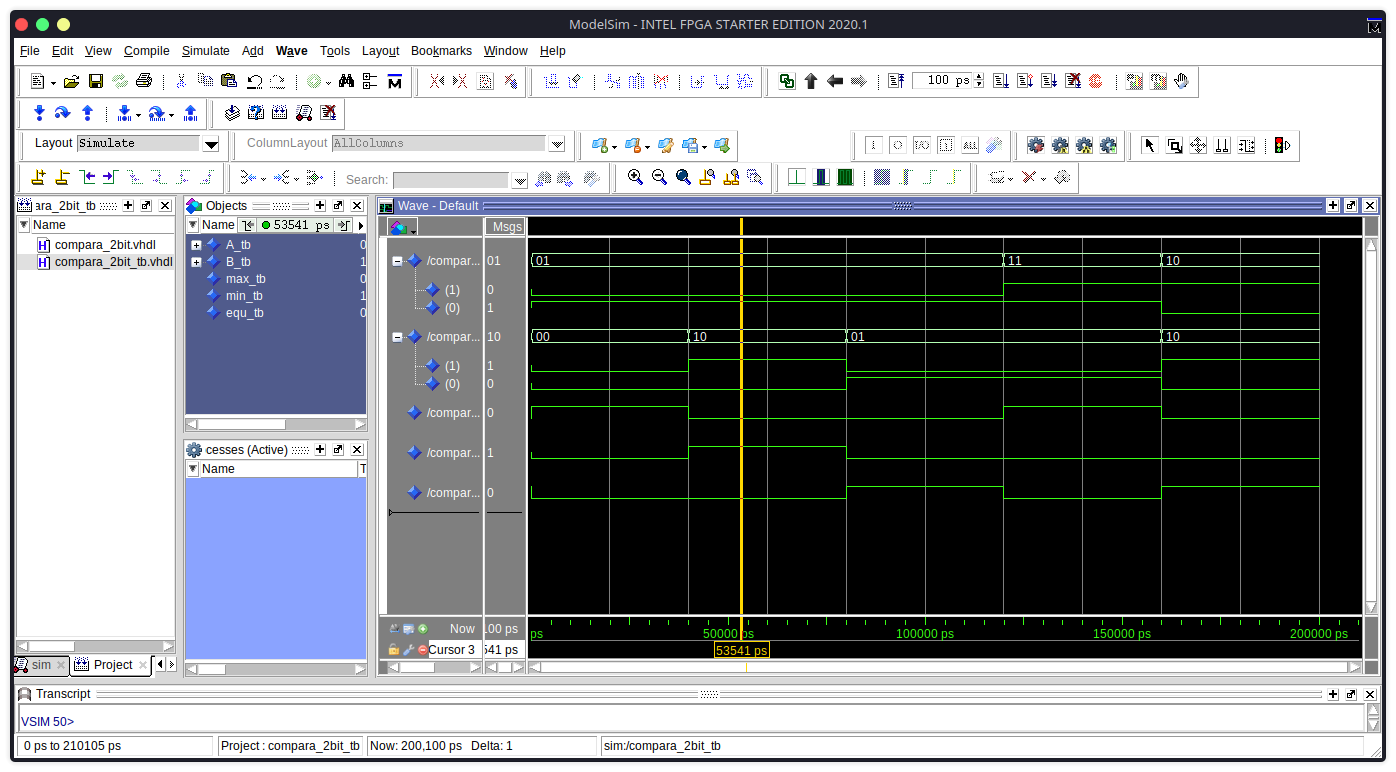 ModelSim - INTEL FPGA STARTER EDITION 2020.1
File Edit View Compile Simulate Add Wave Tools Layout Bookmarks Window Help
100 ps
Layout Simulate ColumnLayout AllColumns
Search:
ara_2bit_tb
Name
compara_2bit.vhdl
compara_2bit_tb.vhdl
sim Project
Objects
Name 53541 ps
A_tb 0
B_tb 1
max_tb 0
min_tb 1
equ_tb 0
cesses (Active)
Name T
Wave - Default
Msgs
/compar... 01 01 11 10
(1) 0
(0) 1
/compar... 10 00 10 01 10
(1) 1
(0) 0
/compar... 0
/compar... 1
/compar... 0
Now :100 ps ps 50000 ps 100000 ps 150000 ps 200000 ps
Cursor 3 541 ps 53541 ps
Transcript
VSIM 50>
0 ps to 210105 ps Project : compara_2bit_tb Now: 200,100 ps Delta: 1 sim:/compara_2bit_tb